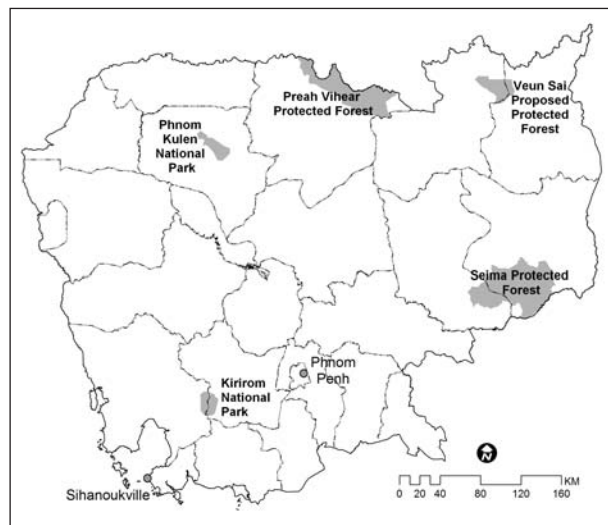 Preah Vihear
Protected Forest
Veun Sai
Proposed
Protected
Forest
Phnom
Kulen
National
Park
Seima Protected
Forest
Phnom
Penh
Kirirom
National
Park
Sihanoukville
N
KM
0 20 40 80 120 160